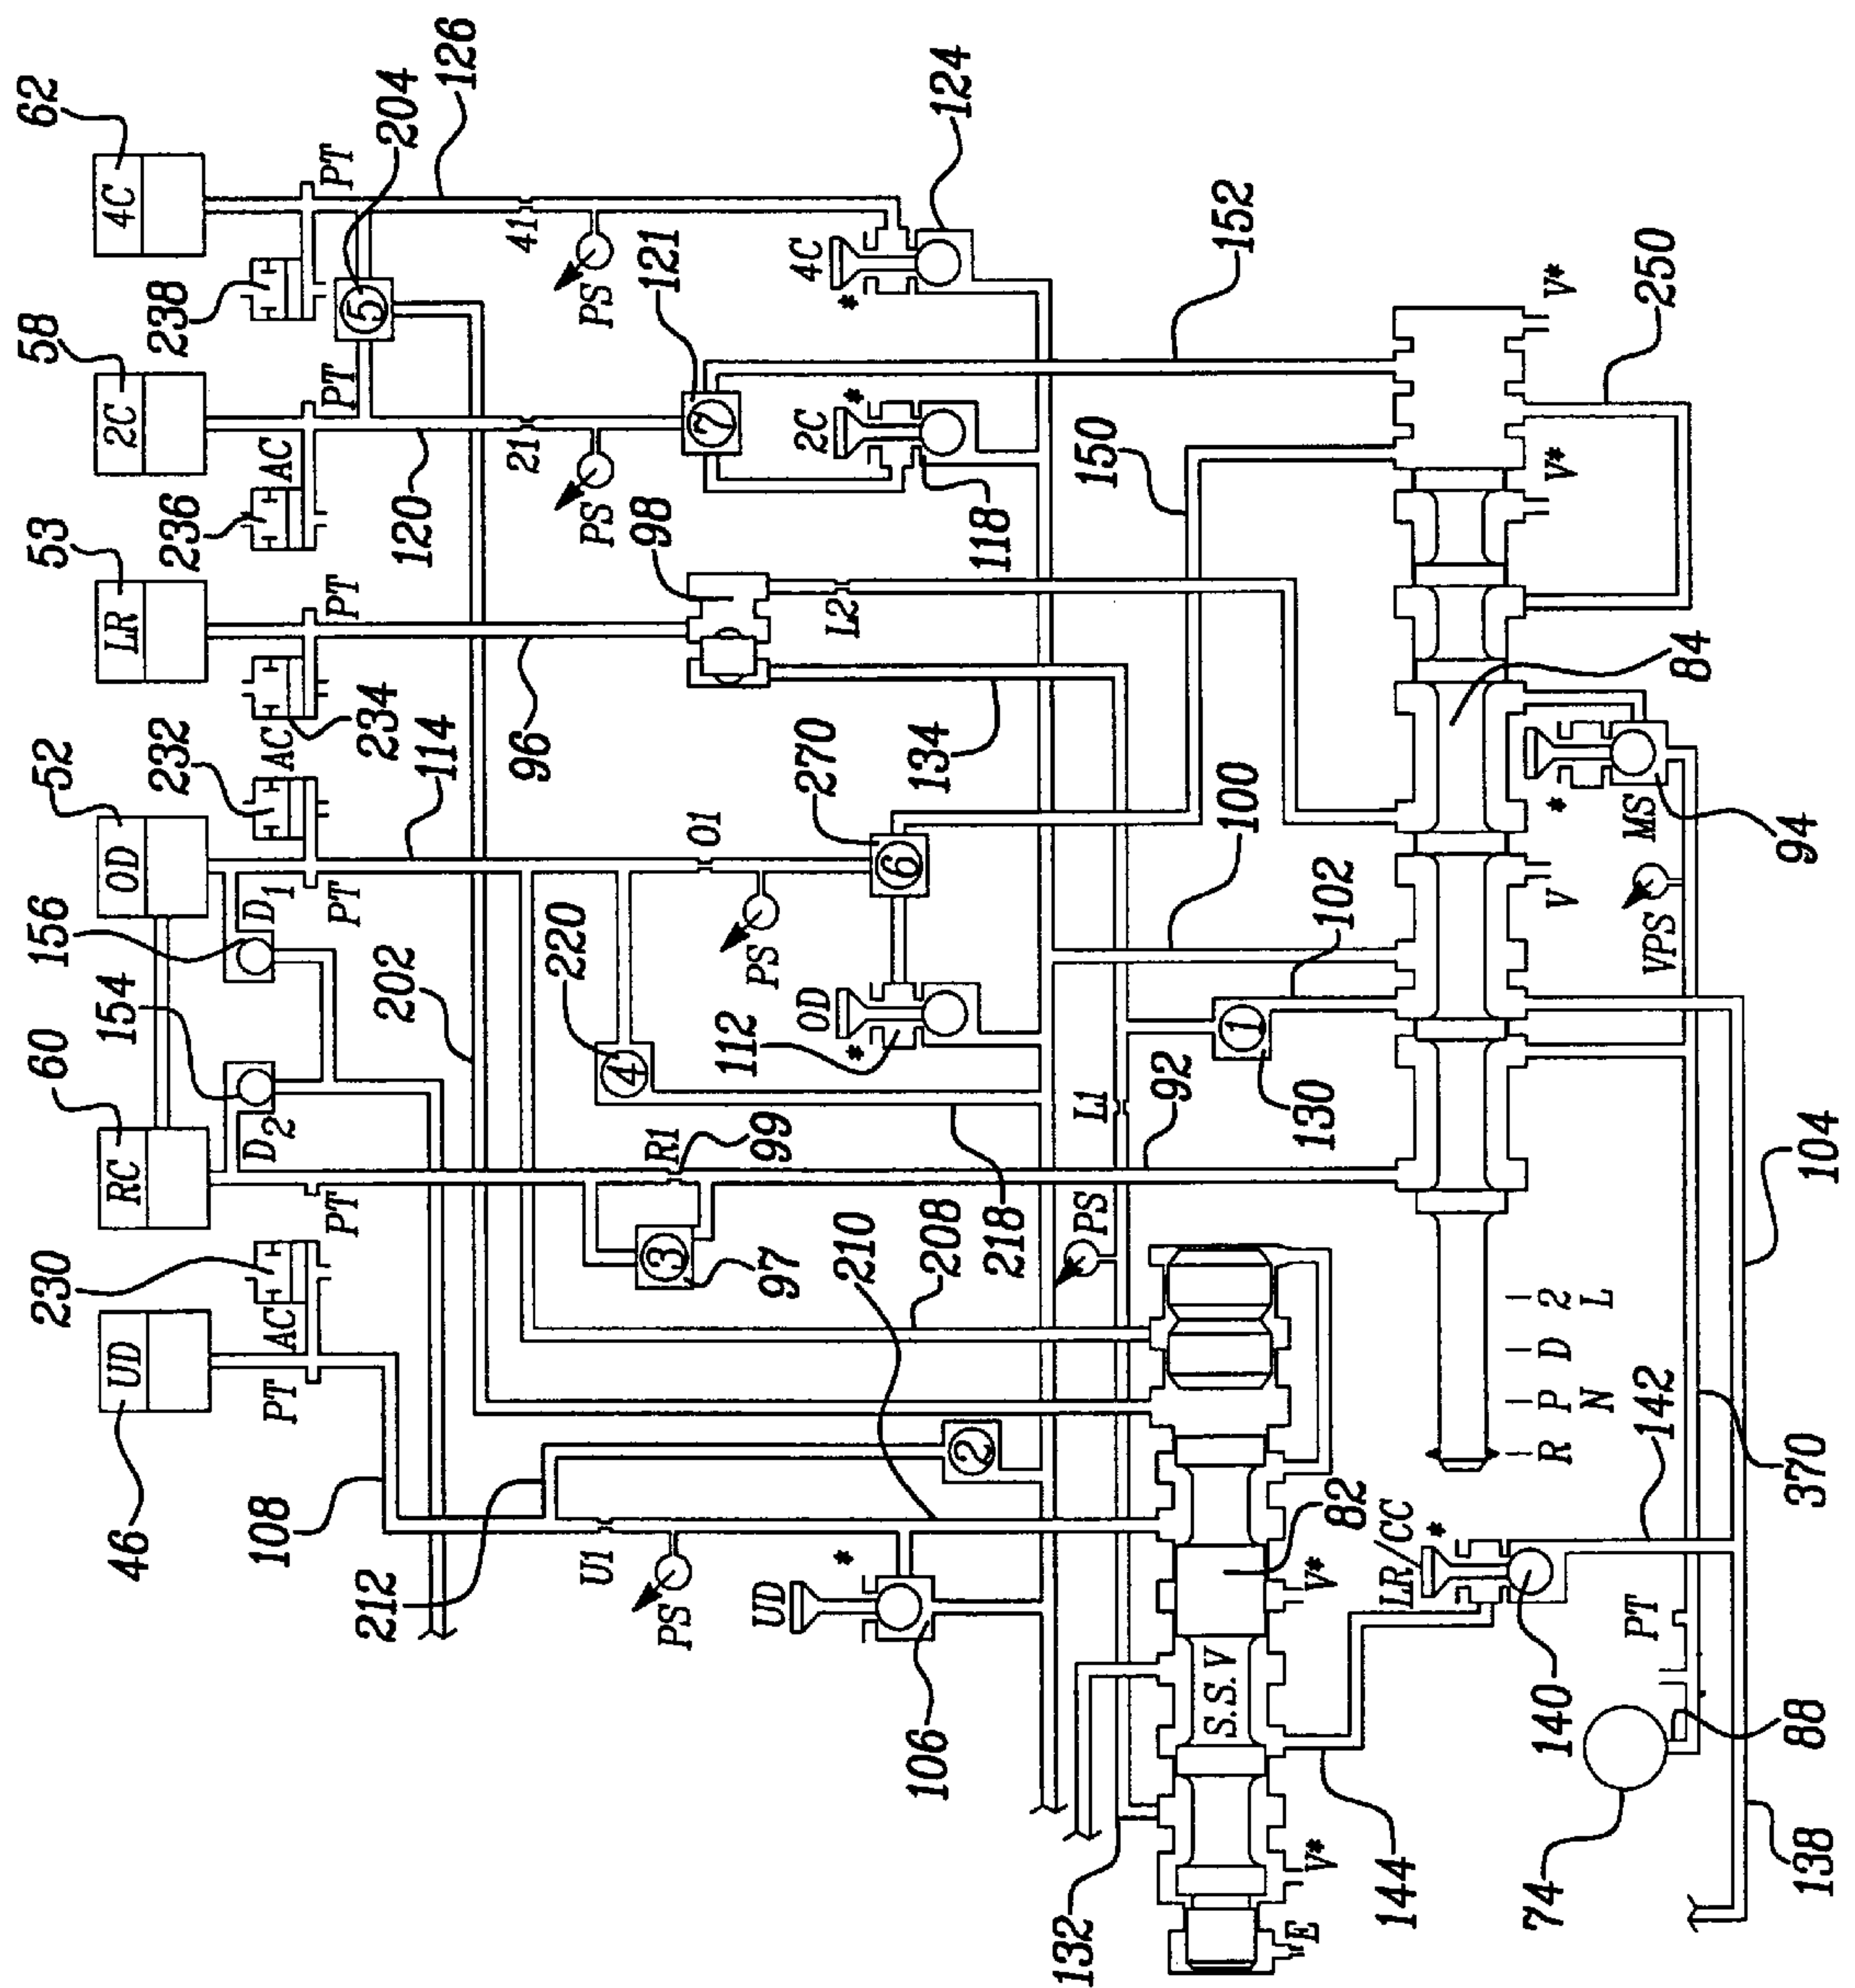 62
58
53
52
60
46
4C
2C
LR
OD
RC
UD
126
204
238
236
156
154
230
232
234
PT
5
PT
AC
PT
AC
D1
PT
D2
PT
AC
PT
120
114
96
202
108
212
41
21
PS
PS
98
121
124
4C
*
7
2C
*
118
L2
134
270
O1
6
PS
220
4
OD
*
112
R1
99
3
97
218
208
210
2
U1
PS
UD
*
106
152
150
100
102
1
130
92
L1
PS
132
250
V*
V*
84
*
MS
94
V
VPS
104
2
L
D
P
N
R
142
370
82
V*
S.S.V
LR/CC
*
140
PT
88
74
138
144
V*
E